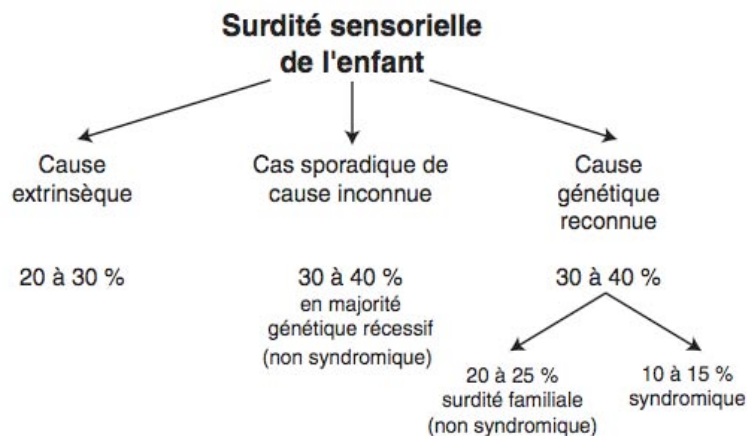 Surdité sensorielle
de l'enfant
Cause
extrinsèque
20 à 30 %
Cas sporadique de
cause inconnue
30 à 40 %
en majorité
génétique récessif
(non syndromique)
Cause
génétique
reconnue
30 à 40 %
20 à 25 %
surdité familiale
(non syndromique)
10 à 15 %
syndromique